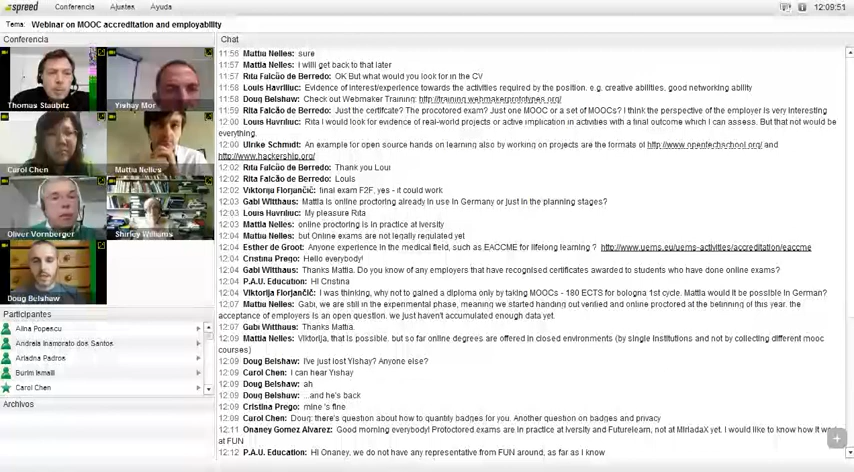 spreed Conferencia Ajustes Ayuda 12:09:51
Tema: Webinar on MOOC accreditation and employability
Conferencia
Thomas Staubitz
Yishay Mor
Carol Chen
Mattiu Nelles
Oliver Vornberger
Shirley Williams
Doug Belshaw
Participantes
Alina Popescu
Andreia Inamorato dos Santos
Ariadna Padros
Burim Ismaili
Carol Chen
Archivos
Chat
11:56 Mattiu Nelles: sure
11:57 Mattiu Nelles: I will get back to that later
11:57 Rita Falcão de Berredo: OK But what would you look for in the CV
11:58 Louis Havriluc: Evidence of interest/experience towards the activities required by the position. e.g. creative abilities, good networking ability
11:58 Doug Belshaw: Check out Webmaker Training: http://training.webmakerprototypes.org/
11:59 Rita Falcão de Berredo: Just the certifcate? The proctored exam? Just one MOOC or a set of MOOCs? I think the perspective of the employer is very Interesting
12:00 Louis Havriluc: Rita I would look for evidence of real-world projects or active implication in activities with a final outcome which I can assess. But that would not be
everything.
12:00 Ulrike Schmidt: An example for open source hands on learning also by working on projects are the formats of http://www.opentechschool.org/ and
http://www.hackership.org/
12:02 Rita Falcão de Berredo: Thank you Loui
12:02 Rita Falcão de Berredo: Louis
12:02 Viktorija Florjančič: final exam F2F, yes - it could work
12:03 Gabi Witthaus: Mattia is online proctoring already in use in Germany or just in the planning stages?
12:03 Louis Havriluc: My pleasure Rita
12:03 Mattiu Nelles: online proctoring is in practice at Iversity
12:04 Mattiu Nelles: but Online exams are not legally regulated yet
12:04 Esther de Groot: Anyone experience in the medical field, such as EACCME for lifelong learning ? http://www.uems.eu/uems-activities/accreditation/eaccme
12:04 Cristina Prego: Hello everybody!
12:04 Gabi Witthaus: Thanks Mattia. Do you know of any employers that have recognised certificates awarded to students who have done online exams?
12:04 P.A.U. Education: Hi Cristina
12:04 Viktorija Florjančič: I was thinking, why not to gained a diploma only by taking MOOCs - 180 ECTS for bologna 1st cycle. Mattia would it be possible in Germany?
12:07 Mattiu Nelles: Gabi, we are still in the experimental phase, meaning we started handing out verified and online proctored at the beginning of this year. the
acceptance of employers is an open question. we just haven't accumulated enough data yet.
12:07 Gabi Witthaus: Thanks Mattia.
12:09 Mattiu Nelles: Viktorija, that is possible. but so far online degrees are offered in closed environments (by single institutions and not by collecting different mooc
courses)
12:09 Doug Belshaw: I've just lost Yishay? Anyone else?
12:09 Carol Chen: I can hear Yishay
12:09 Doug Belshaw: ah
12:09 Doug Belshaw: ...and he's back
12:09 Cristina Prego: mine 's fine
12:09 Carol Chen: Doug: there's question about how to quantify badges for you. Another question on badges and privacy
12:11 Onaney Gomez Alvarez: Good morning everybody! Protoctored exams are in practice at Iversity and Futurelearn, not at MiriadaX yet. I would like to know how it
at FUN
12:12 P.A.U. Education: Hi Onaney, we do not have any representative from FUN around, as far as I know